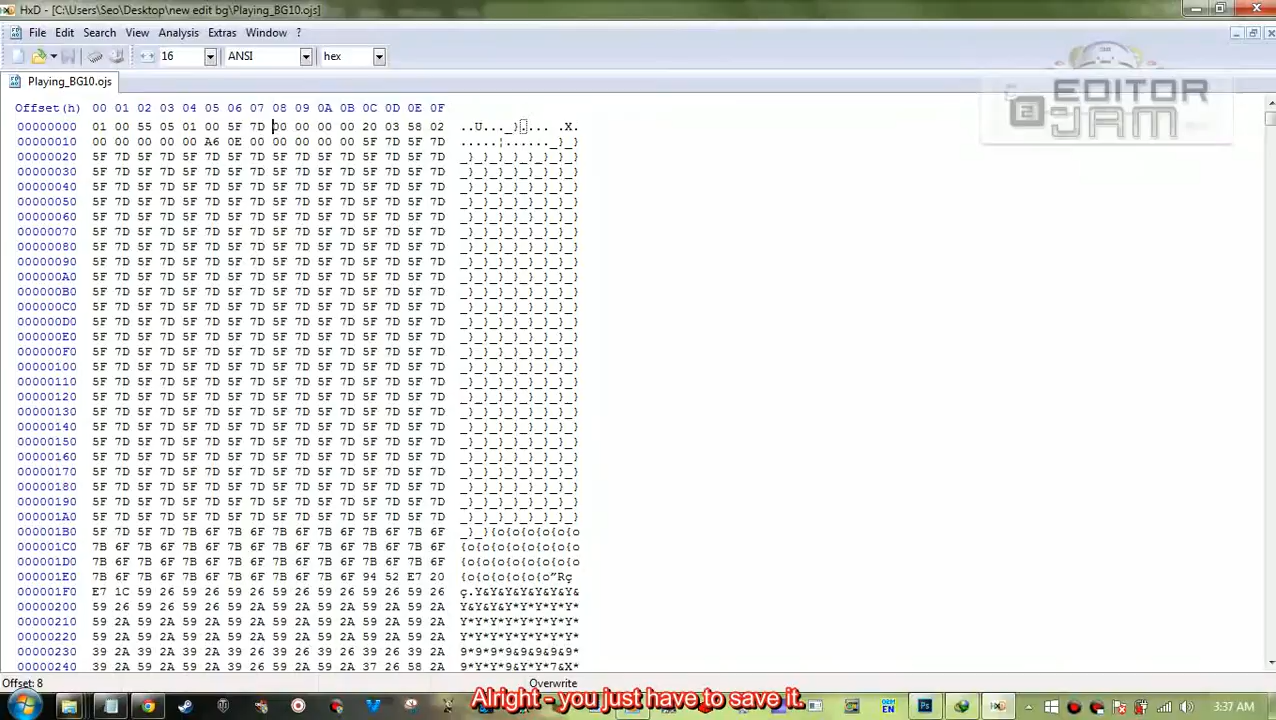 HxD - [C:\Users\Seo\Desktop\new edit bg\Playing_BG10.ojs]
File Edit Search View Analysis Extras Window ?
16 ANSI hex
Playing_BG10.ojs
EDITOR
JAM
Offset(h) 00 01 02 03 04 05 06 07 08 09 0A 0B 0C 0D 0E 0F
00000000 01 00 55 05 01 00 5F 7D 00 00 00 00 20 03 58 02 ..U..._}.... .X.
00000010 00 00 00 00 00 A6 0E 00 00 00 00 00 5F 7D 5F 7D .....¦......_}_}
00000020 5F 7D 5F 7D 5F 7D 5F 7D 5F 7D 5F 7D 5F 7D 5F 7D _}_}_}_}_}_}_}_}
00000030 5F 7D 5F 7D 5F 7D 5F 7D 5F 7D 5F 7D 5F 7D 5F 7D _}_}_}_}_}_}_}_}
00000040 5F 7D 5F 7D 5F 7D 5F 7D 5F 7D 5F 7D 5F 7D 5F 7D _}_}_}_}_}_}_}_}
00000050 5F 7D 5F 7D 5F 7D 5F 7D 5F 7D 5F 7D 5F 7D 5F 7D _}_}_}_}_}_}_}_}
00000060 5F 7D 5F 7D 5F 7D 5F 7D 5F 7D 5F 7D 5F 7D 5F 7D _}_}_}_}_}_}_}_}
00000070 5F 7D 5F 7D 5F 7D 5F 7D 5F 7D 5F 7D 5F 7D 5F 7D _}_}_}_}_}_}_}_}
00000080 5F 7D 5F 7D 5F 7D 5F 7D 5F 7D 5F 7D 5F 7D 5F 7D _}_}_}_}_}_}_}_}
00000090 5F 7D 5F 7D 5F 7D 5F 7D 5F 7D 5F 7D 5F 7D 5F 7D _}_}_}_}_}_}_}_}
000000A0 5F 7D 5F 7D 5F 7D 5F 7D 5F 7D 5F 7D 5F 7D 5F 7D _}_}_}_}_}_}_}_}
000000B0 5F 7D 5F 7D 5F 7D 5F 7D 5F 7D 5F 7D 5F 7D 5F 7D _}_}_}_}_}_}_}_}
000000C0 5F 7D 5F 7D 5F 7D 5F 7D 5F 7D 5F 7D 5F 7D 5F 7D _}_}_}_}_}_}_}_}
000000D0 5F 7D 5F 7D 5F 7D 5F 7D 5F 7D 5F 7D 5F 7D 5F 7D _}_}_}_}_}_}_}_}
000000E0 5F 7D 5F 7D 5F 7D 5F 7D 5F 7D 5F 7D 5F 7D 5F 7D _}_}_}_}_}_}_}_}
000000F0 5F 7D 5F 7D 5F 7D 5F 7D 5F 7D 5F 7D 5F 7D 5F 7D _}_}_}_}_}_}_}_}
00000100 5F 7D 5F 7D 5F 7D 5F 7D 5F 7D 5F 7D 5F 7D 5F 7D _}_}_}_}_}_}_}_}
00000110 5F 7D 5F 7D 5F 7D 5F 7D 5F 7D 5F 7D 5F 7D 5F 7D _}_}_}_}_}_}_}_}
00000120 5F 7D 5F 7D 5F 7D 5F 7D 5F 7D 5F 7D 5F 7D 5F 7D _}_}_}_}_}_}_}_}
00000130 5F 7D 5F 7D 5F 7D 5F 7D 5F 7D 5F 7D 5F 7D 5F 7D _}_}_}_}_}_}_}_}
00000140 5F 7D 5F 7D 5F 7D 5F 7D 5F 7D 5F 7D 5F 7D 5F 7D _}_}_}_}_}_}_}_}
00000150 5F 7D 5F 7D 5F 7D 5F 7D 5F 7D 5F 7D 5F 7D 5F 7D _}_}_}_}_}_}_}_}
00000160 5F 7D 5F 7D 5F 7D 5F 7D 5F 7D 5F 7D 5F 7D 5F 7D _}_}_}_}_}_}_}_}
00000170 5F 7D 5F 7D 5F 7D 5F 7D 5F 7D 5F 7D 5F 7D 5F 7D _}_}_}_}_}_}_}_}
00000180 5F 7D 5F 7D 5F 7D 5F 7D 5F 7D 5F 7D 5F 7D 5F 7D _}_}_}_}_}_}_}_}
00000190 5F 7D 5F 7D 5F 7D 5F 7D 5F 7D 5F 7D 5F 7D 5F 7D _}_}_}_}_}_}_}_}
000001A0 5F 7D 5F 7D 5F 7D 5F 7D 5F 7D 5F 7D 5F 7D 5F 7D _}_}_}_}_}_}_}_}
000001B0 5F 7D 5F 7D 7B 6F 7B 6F 7B 6F 7B 6F 7B 6F 7B 6F _}_}{o{o{o{o{o{o
000001C0 7B 6F 7B 6F 7B 6F 7B 6F 7B 6F 7B 6F 7B 6F 7B 6F {o{o{o{o{o{o{o{o
000001D0 7B 6F 7B 6F 7B 6F 7B 6F 7B 6F 7B 6F 7B 6F 7B 6F {o{o{o{o{o{o{o{o
000001E0 7B 6F 7B 6F 7B 6F 7B 6F 7B 6F 7B 6F 94 52 E7 20 {o{o{o{o{o{o”Rç
000001F0 E7 1C 59 26 59 26 59 26 59 26 59 26 59 26 59 26 ç.Y&Y&Y&Y&Y&Y&Y&
00000200 59 26 59 26 59 2A 59 2A 59 2A 59 2A 59 2A 59 2A Y&Y&Y*Y*Y*Y*Y*Y*
00000210 59 2A 59 2A 59 2A 59 2A 59 2A 59 2A 59 2A 59 2A Y*Y*Y*Y*Y*Y*Y*Y*
00000220 59 2A 59 2A 59 2A 59 2A 59 2A 59 2A 59 2A 39 2A Y*Y*Y*Y*Y*Y*Y*9*
00000230 39 2A 39 2A 39 2A 39 26 39 26 59 2A 39 2A 39 2A 9*9*9*9&9&Y*9*9*
00000240 39 2A 59 2A 39 26 39 26 59 2A 59 2A 37 26 58 2A 9*Y*9&9&Y*Y*7&X*
Offset: 8
Overwrite
Alright - you just have to save it.
ORM
EN
Ps
HxD
3:37 AM